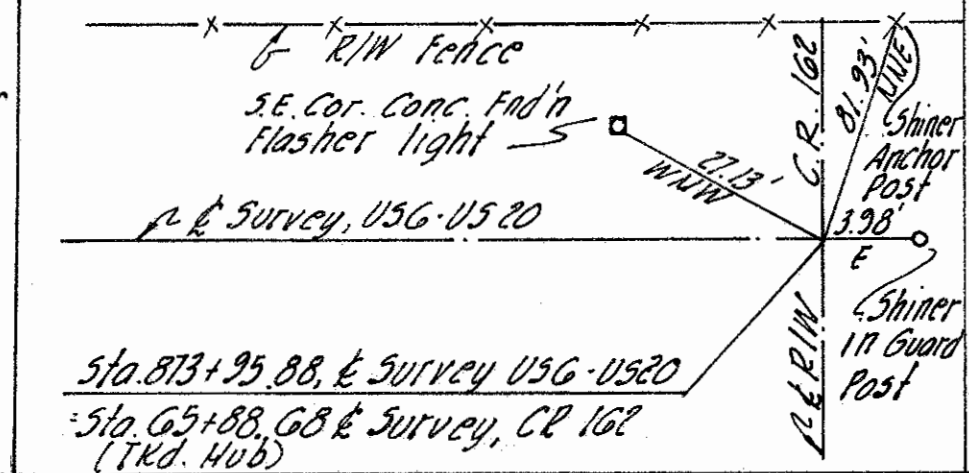 R/W Fence
S.E. Cor. Conc. Fnd'n
Flasher light
27.13'
WNW
C.R. 162
81.93'
NNE
Shiner
Anchor
Post
℄ Survey, US6-US20
3.98'
E
Shiner
in Guard
Post
℄ R/W
Sta. 873+95.88, ℄ Survey US6-US20
=Sta. 65+88.68 ℄ Survey, CR 162
(TKd. Hub)